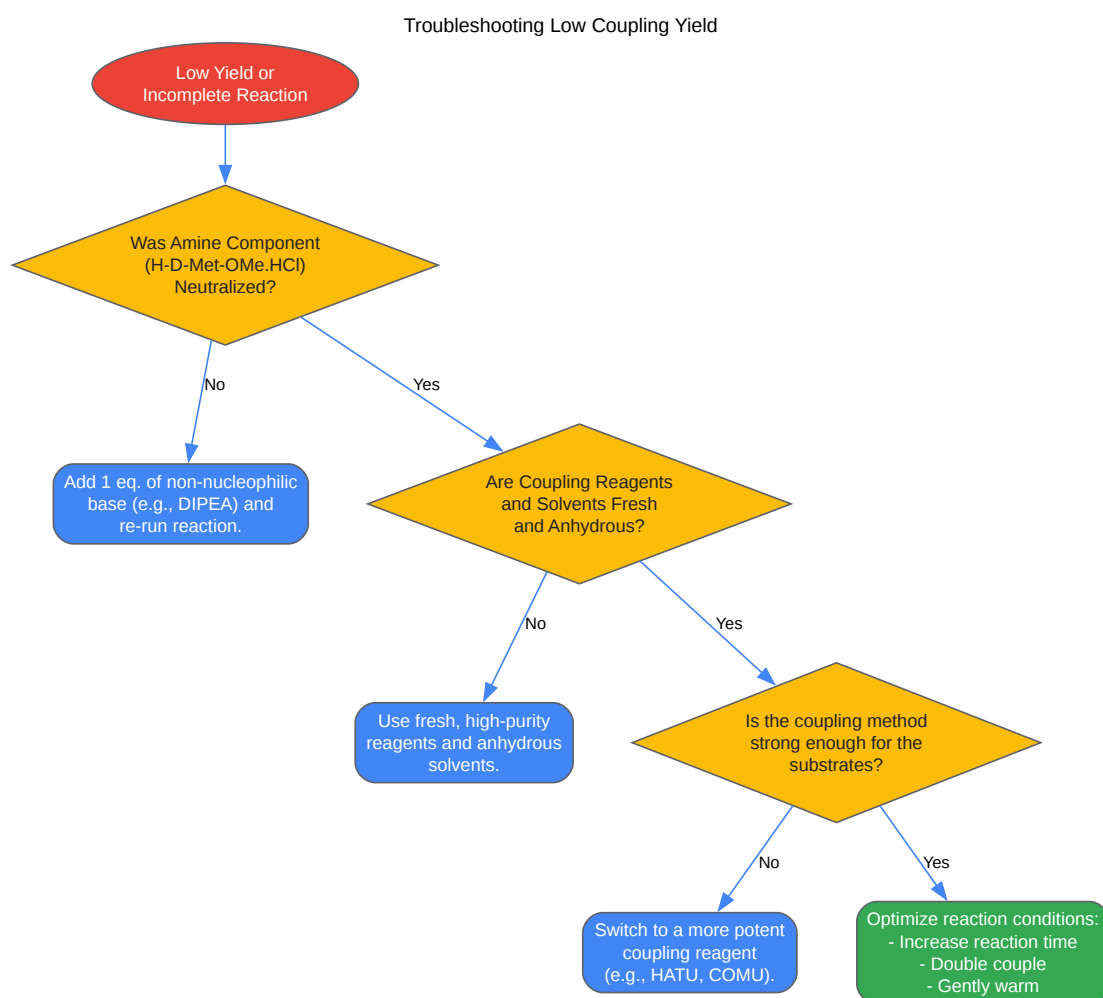 Troubleshooting Low Coupling Yield
Low Yield or
Incomplete Reaction
Was Amine Component
(H-D-Met-OMe.HCl)
Neutralized?
No
Yes
Add 1 eq. of non-nucleophilic
base (e.g., DIPEA) and
re-run reaction.
Are Coupling Reagents
and Solvents Fresh
and Anhydrous?
No
Yes
Use fresh, high-purity
reagents and anhydrous
solvents.
Is the coupling method
strong enough for the
substrates?
No
Yes
Switch to a more potent
coupling reagent
(e.g., HATU, COMU).
Optimize reaction conditions:
- Increase reaction time
- Double couple
- Gently warm